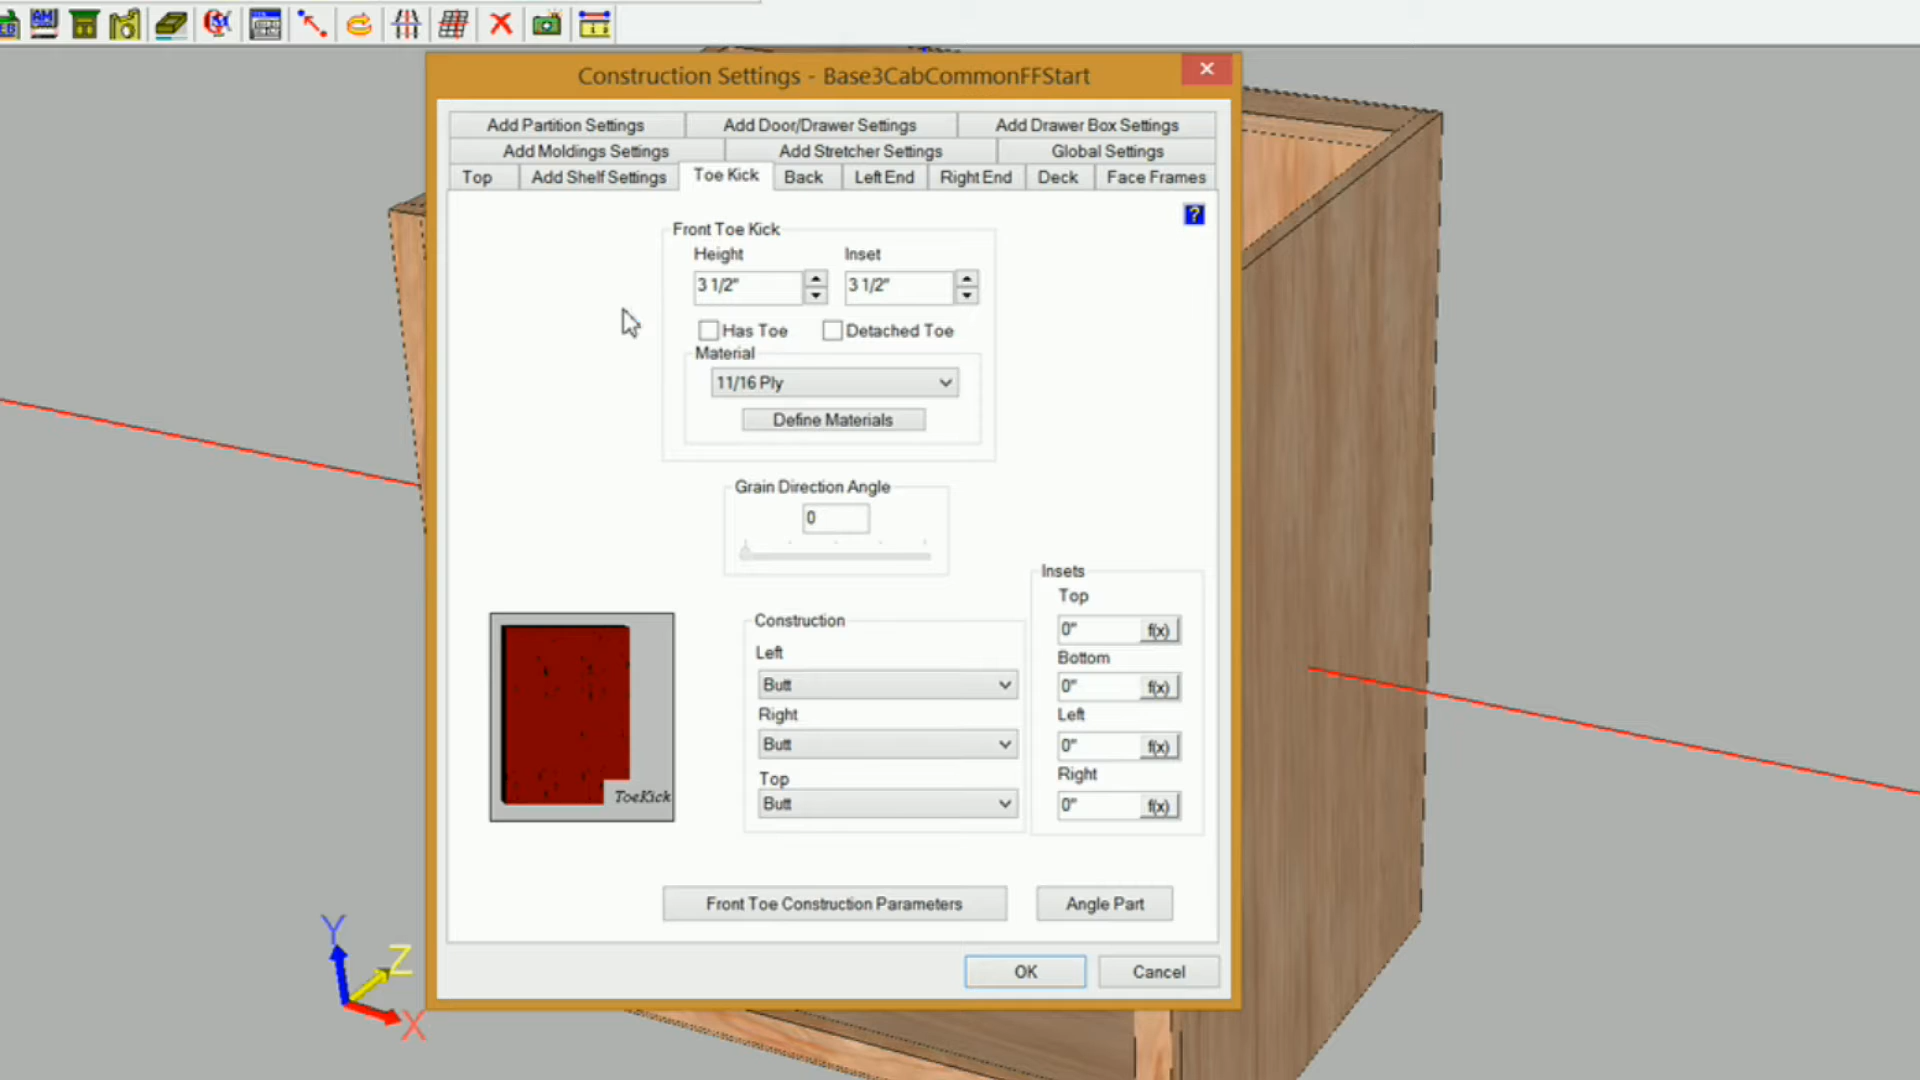 Construction Settings - Base3CabCommonFFStart
Add Partition Settings
Add Door/Drawer Settings
Add Drawer Box Settings
Add Moldings Settings
Add Stretcher Settings
Global Settings
Top
Add Shelf Settings
Toe Kick
Back
Left End
Right End
Deck
Face Frames
?
Front Toe Kick
Height
Inset
3 1/2"
3 1/2"
Has Toe
Detached Toe
Material
11/16 Ply
Define Materials
Grain Direction Angle
0
Insets
Top
0"
f(x)
Bottom
0"
f(x)
Left
0"
f(x)
Right
0"
f(x)
Construction
Left
Butt
Right
Butt
Top
Butt
ToeKick
Front Toe Construction Parameters
Angle Part
OK
Cancel
Y
Z
X